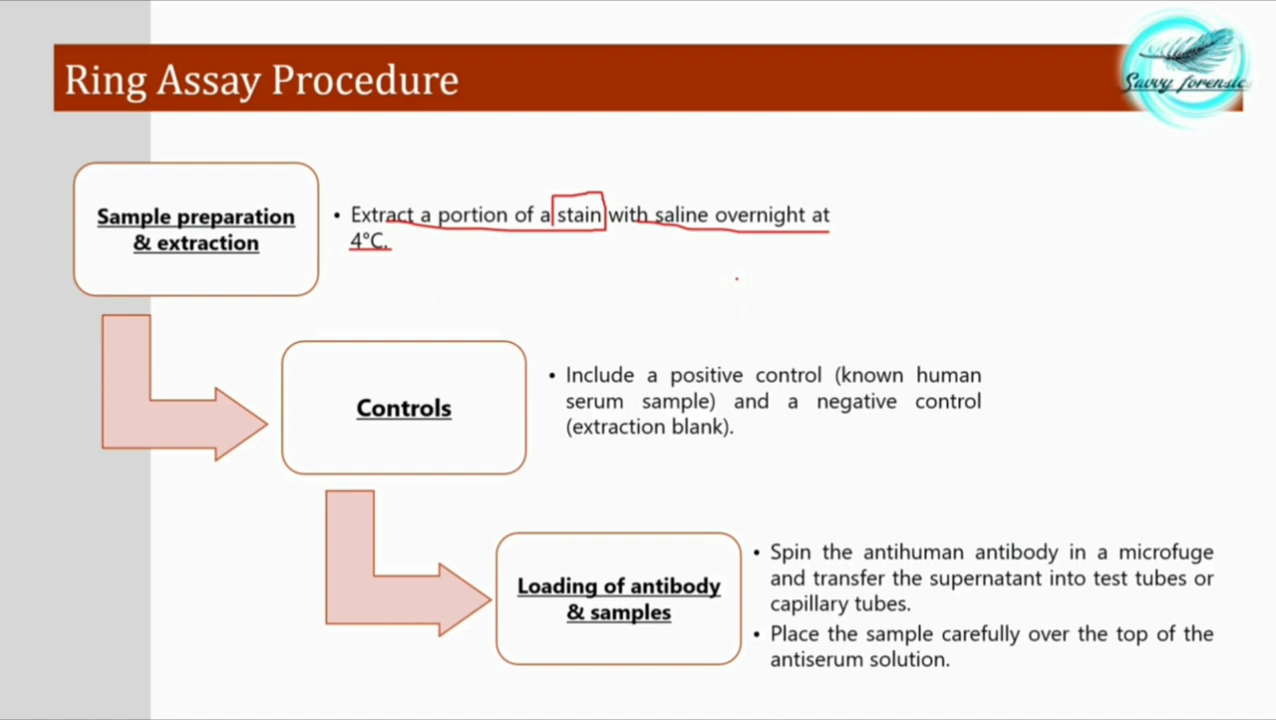 Ring Assay Procedure
Savvy forensics
Sample preparation
& extraction
• Extract a portion of a stain with saline overnight at
4°C.
Controls
• Include a positive control (known human
serum sample) and a negative control
(extraction blank).
Loading of antibody
& samples
• Spin the antihuman antibody in a microfuge
and transfer the supernatant into test tubes or
capillary tubes.
• Place the sample carefully over the top of the
antiserum solution.